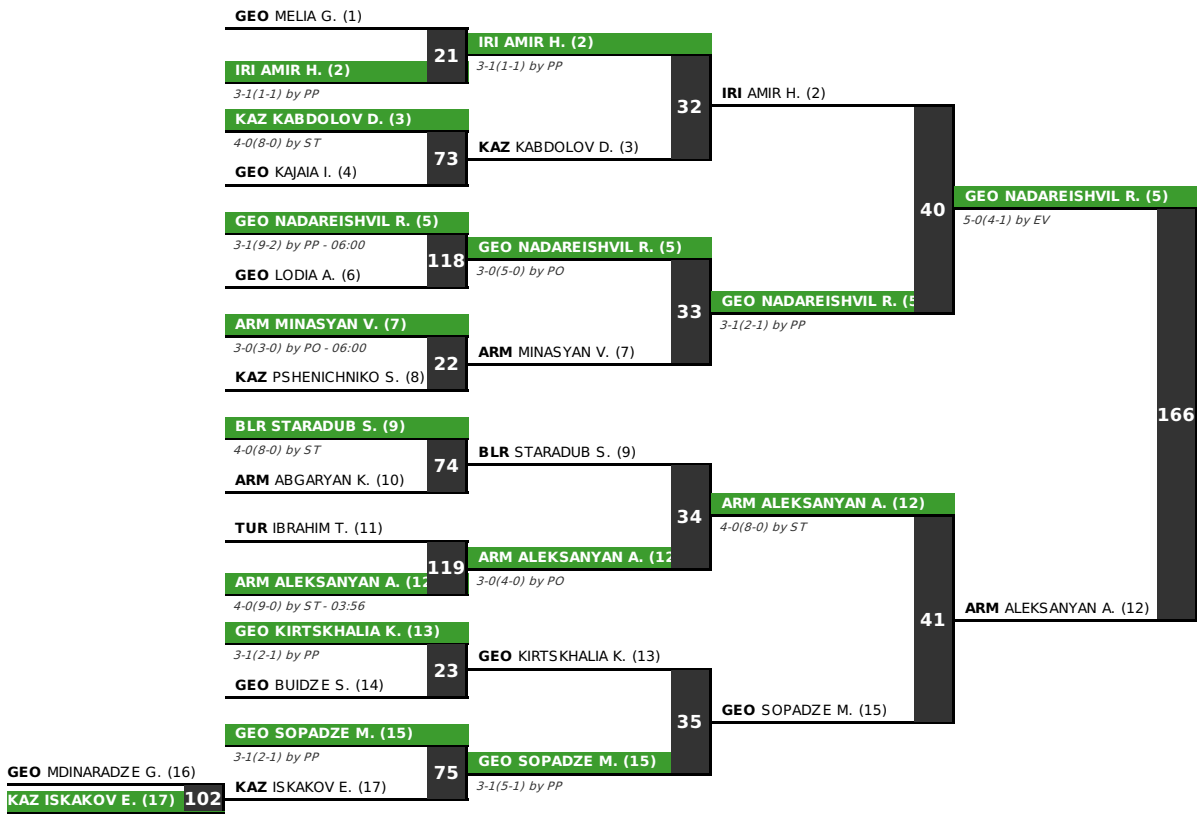 GEO MELIA G. (1)
21
IRI AMIR H. (2)
3-1(1-1) by PP
KAZ KABDOLOV D. (3)
4-0(8-0) by ST
73
GEO KAJAIA I. (4)
GEO NADAREISHVIL R. (5)
3-1(9-2) by PP - 06:00
118
GEO LODIA A. (6)
ARM MINASYAN V. (7)
3-0(3-0) by PO - 06:00
22
KAZ PSHENICHNIKO S. (8)
BLR STARADUB S. (9)
4-0(8-0) by ST
74
ARM ABGARYAN K. (10)
TUR IBRAHIM T. (11)
119
ARM ALEKSANYAN A. (12
4-0(9-0) by ST - 03:56
GEO KIRTSKHALIA K. (13)
3-1(2-1) by PP
23
GEO BUIDZE S. (14)
GEO SOPADZE M. (15)
3-1(2-1) by PP
75
KAZ ISKAKOV E. (17)
GEO MDINARADZE G. (16)
KAZ ISKAKOV E. (17)
102
IRI AMIR H. (2)
3-1(1-1) by PP
32
KAZ KABDOLOV D. (3)
GEO NADAREISHVIL R. (5)
3-0(5-0) by PO
33
ARM MINASYAN V. (7)
BLR STARADUB S. (9)
34
ARM ALEKSANYAN A. (12
3-0(4-0) by PO
GEO KIRTSKHALIA K. (13)
35
GEO SOPADZE M. (15)
3-1(5-1) by PP
IRI AMIR H. (2)
40
GEO NADAREISHVIL R. (5
3-1(2-1) by PP
ARM ALEKSANYAN A. (12)
4-0(8-0) by ST
41
GEO SOPADZE M. (15)
GEO NADAREISHVIL R. (5)
5-0(4-1) by EV
166
ARM ALEKSANYAN A. (12)